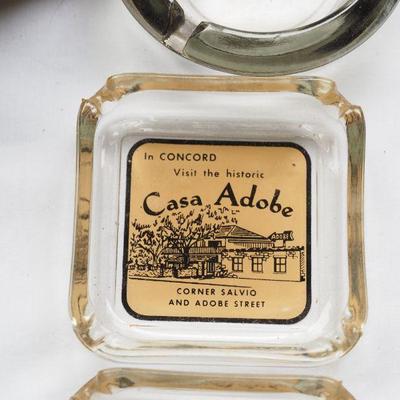 In CONCORD
Visit the historic
Casa Adobe
CORNER SALVIO
AND ADOBE STREET